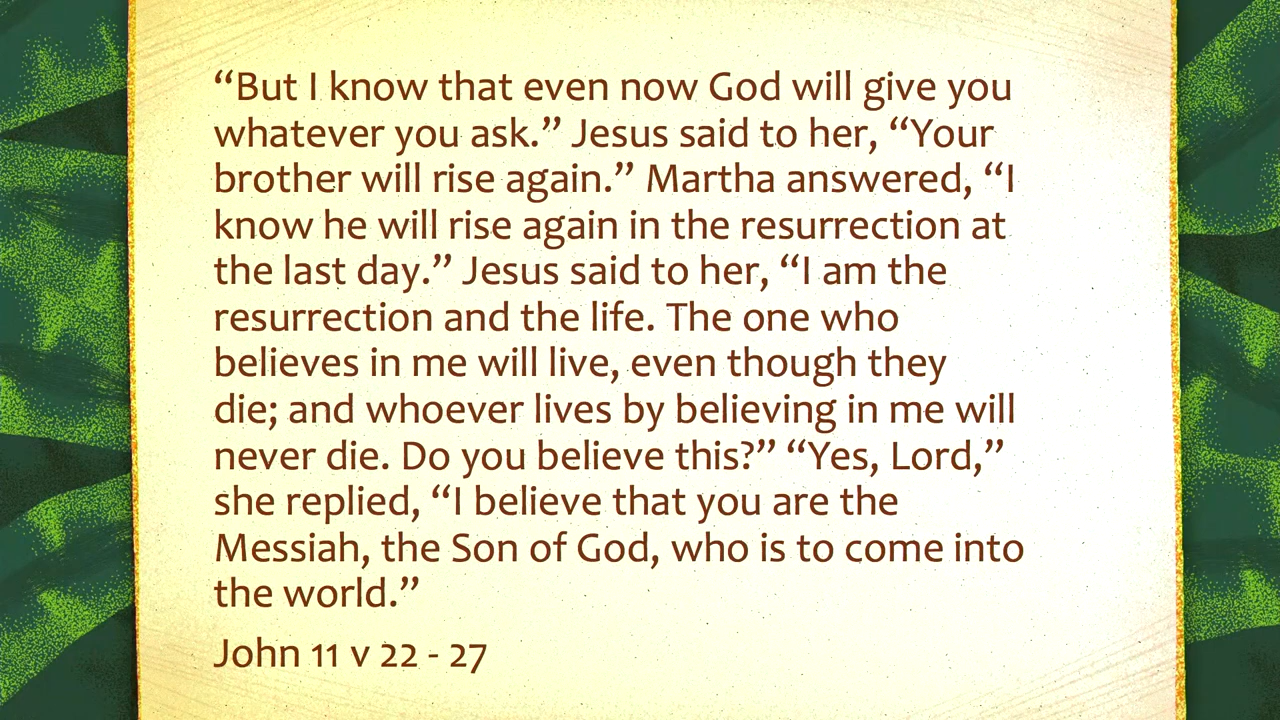 “But I know that even now God will give you
whatever you ask.” Jesus said to her, “Your
brother will rise again.” Martha answered, “I
know he will rise again in the resurrection at
the last day.” Jesus said to her, “I am the
resurrection and the life. The one who
believes in me will live, even though they
die; and whoever lives by believing in me will
never die. Do you believe this?” “Yes, Lord,”
she replied, “I believe that you are the
Messiah, the Son of God, who is to come into
the world.”
John 11 v 22 - 27